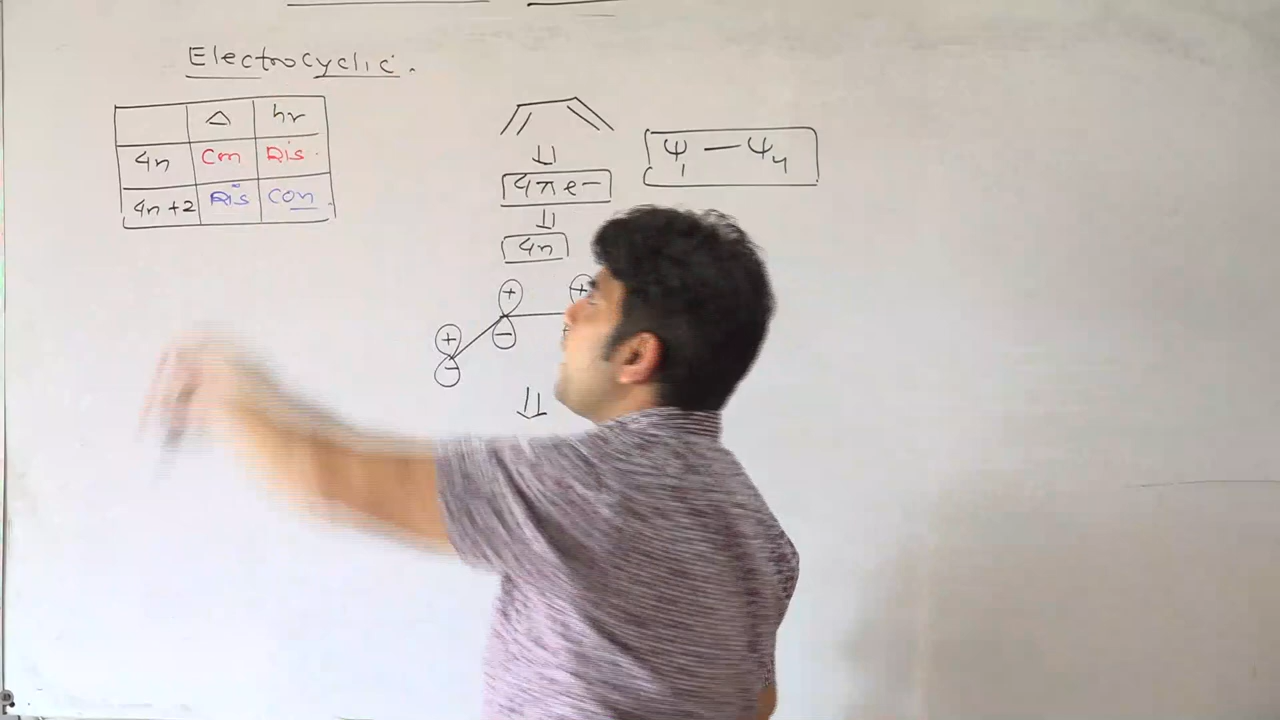 Electrocyclic.
Δ hν
4n Con Dis.
4n+2 Dis Con.
4πe-
4n
Ψ1 — Ψ4
+ +
+ -
-